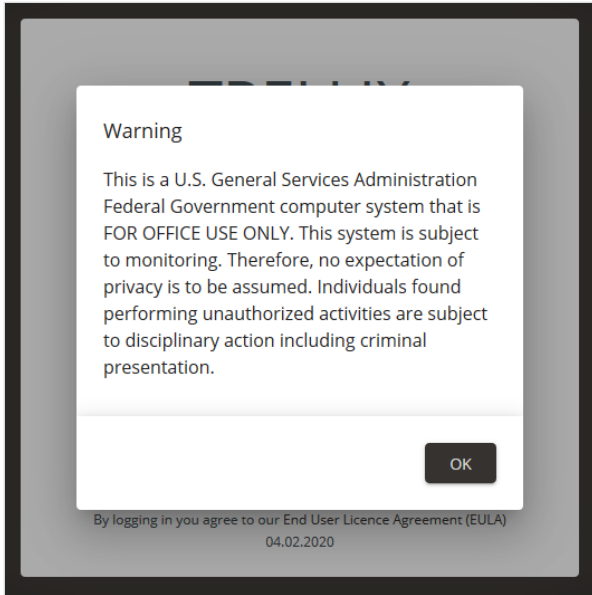 Warning
This is a U.S. General Services Administration
Federal Government computer system that is
FOR OFFICE USE ONLY. This system is subject
to monitoring. Therefore, no expectation of
privacy is to be assumed. Individuals found
performing unauthorized activities are subject
to disciplinary action including criminal
presentation.
OK
By logging in you agree to our End User Licence Agreement (EULA)
04.02.2020